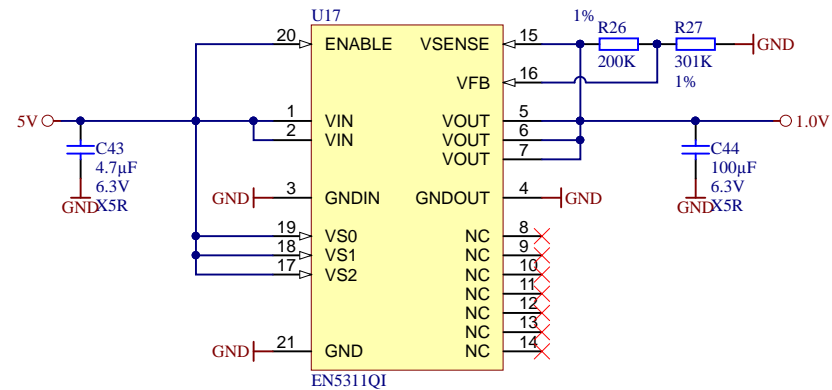 U17
20 ENABLE VSENSE 15 1% R26 R27 GND
200K 301K
VFB 16 1%
5V 1 VIN VOUT 5 1.0V
2 VIN VOUT 6
VOUT 7
C43 C44
4.7µF 100µF
6.3V 6.3V
X5R X5R
GND GND
GND 3 GNDIN GNDOUT 4 GND
19 VS0 NC 8
18 VS1 NC 9
17 VS2 NC 10
NC 11
NC 12
NC 13
GND 21 GND NC 14
EN5311QI